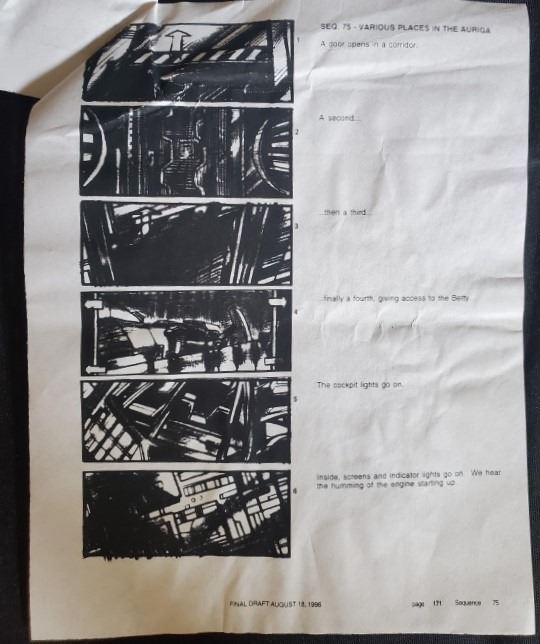 SEQ. 75 - VARIOUS PLACES IN THE AURIGA
1
A door opens in a corridor.
A second...
2
...then a third...
3
...finally a fourth, giving access to the Betty.
4
The cockpit lights go on.
5
Inside, screens and indicator lights go on. We hear
the humming of the engine starting up.
6
FINAL DRAFT AUGUST 18, 1996 page 171 Sequence 75